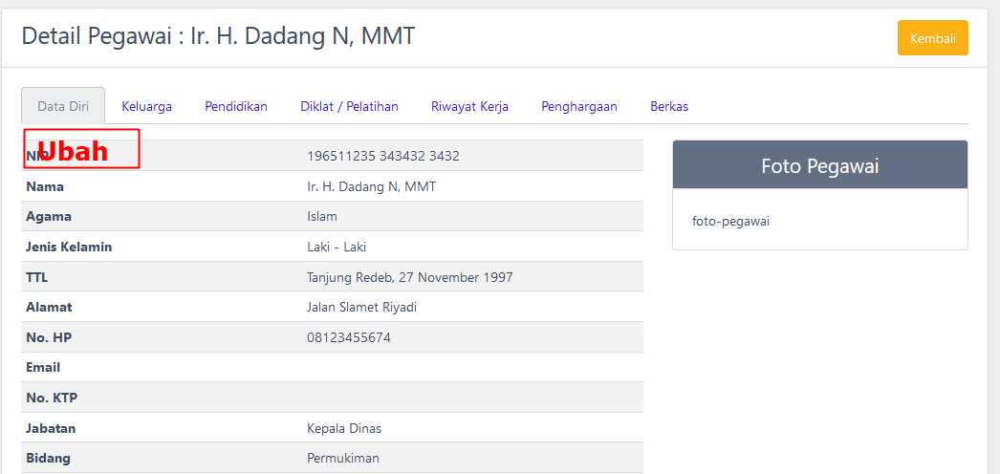 Detail Pegawai : Ir. H. Dadang N, MMT
Kembali
Data Diri Keluarga Pendidikan Diklat / Pelatihan Riwayat Kerja Penghargaan Berkas
Ubah
NIP 196511235 343432 3432
Nama Ir. H. Dadang N, MMT
Agama Islam
Jenis Kelamin Laki - Laki
TTL Tanjung Redeb, 27 November 1997
Alamat Jalan Slamet Riyadi
No. HP 08123455674
Email
No. KTP
Jabatan Kepala Dinas
Bidang Permukiman
Foto Pegawai
foto-pegawai